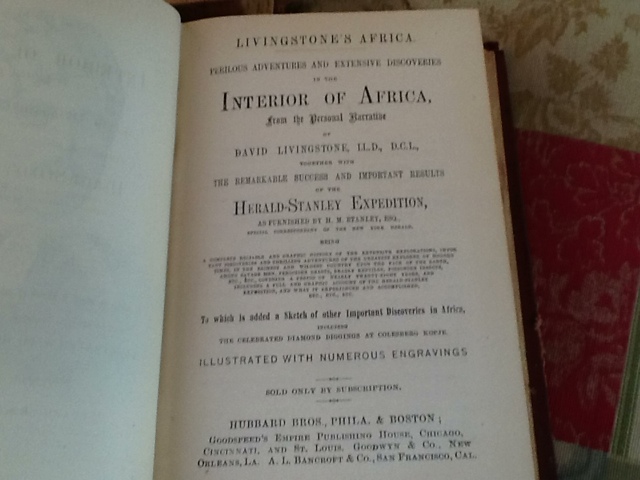 LIVINGSTONE'S AFRICA.
PERILOUS ADVENTURES AND EXTENSIVE DISCOVERIES
IN THE
INTERIOR OF AFRICA,
From the Personal Narrative
OF
DAVID LIVINGSTONE, LL.D., D.C.L.,
TOGETHER WITH
THE REMARKABLE SUCCESS AND IMPORTANT RESULTS
OF THE
HERALD-STANLEY EXPEDITION,
AS FURNISHED BY H. M. STANLEY, ESQ.,
SPECIAL CORRESPONDENT OF THE NEW YORK HERALD.
BEING
ETC., ETC., ETC.
To which is added a Sketch of other Important Discoveries in Africa,
INCLUDING
THE CELEBRATED DIAMOND DIGGINGS AT COLESBERG KOPJE.
ILLUSTRATED WITH NUMEROUS ENGRAVINGS
SOLD ONLY BY SUBSCRIPTION.
HUBBARD BROS., PHILA. & BOSTON;
GOODSPEED'S EMPIRE PUBLISHING HOUSE, CHICAGO,
CINCINNATI, AND ST. LOUIS. GOODWYN & CO., NEW
ORLEANS, LA. A. L. BANCROFT & CO., SAN FRANCISCO, CAL.